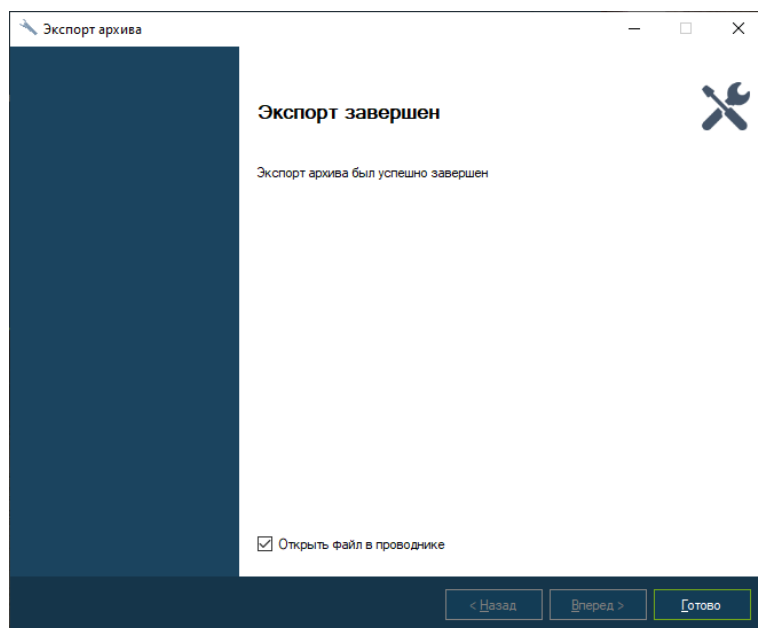 Экспорт архива
Экспорт завершен
Экспорт архива был успешно завершен
Открыть файл в проводнике
< Назад
Вперед >
Готово